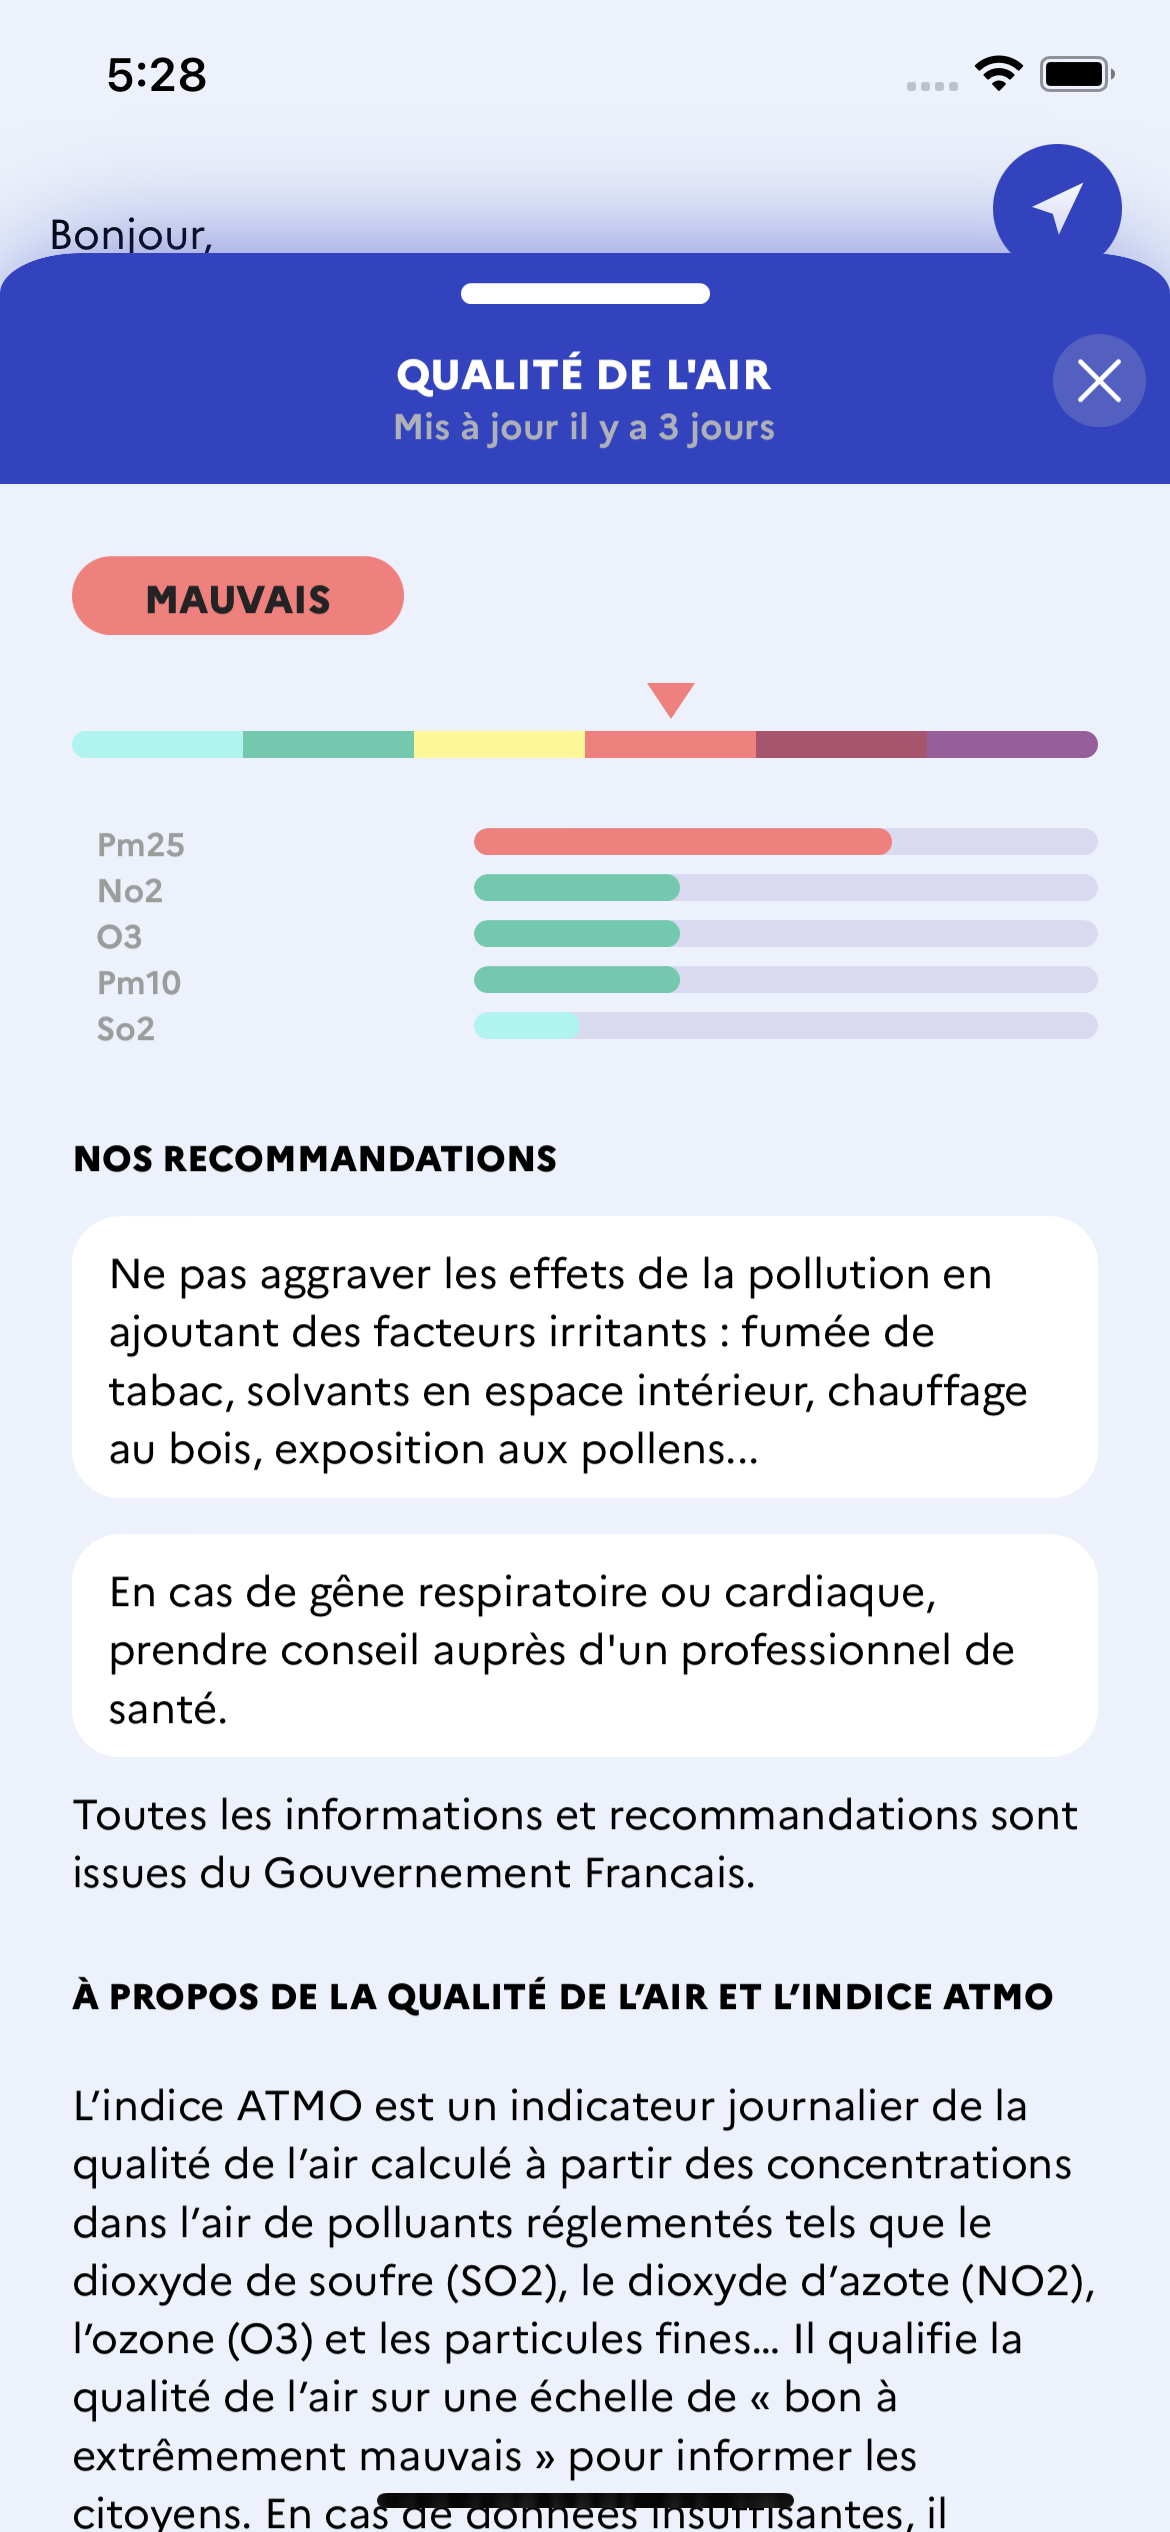 5:28
Bonjour,
QUALITÉ DE L'AIR
Mis à jour il y a 3 jours
MAUVAIS
Pm25
No2
O3
Pm10
So2
NOS RECOMMANDATIONS
Ne pas aggraver les effets de la pollution en
ajoutant des facteurs irritants : fumée de
tabac, solvants en espace intérieur, chauffage
au bois, exposition aux pollens...
En cas de gêne respiratoire ou cardiaque,
prendre conseil auprès d'un professionnel de
santé.
Toutes les informations et recommandations sont
issues du Gouvernement Francais.
À PROPOS DE LA QUALITÉ DE L’AIR ET L’INDICE ATMO
L’indice ATMO est un indicateur journalier de la
qualité de l’air calculé à partir des concentrations
dans l’air de polluants réglementés tels que le
dioxyde de soufre (SO2), le dioxyde d’azote (NO2),
l’ozone (O3) et les particules fines… Il qualifie la
qualité de l’air sur une échelle de « bon à
extrêmement mauvais » pour informer les
citoyens. En cas de données insuffisantes, il